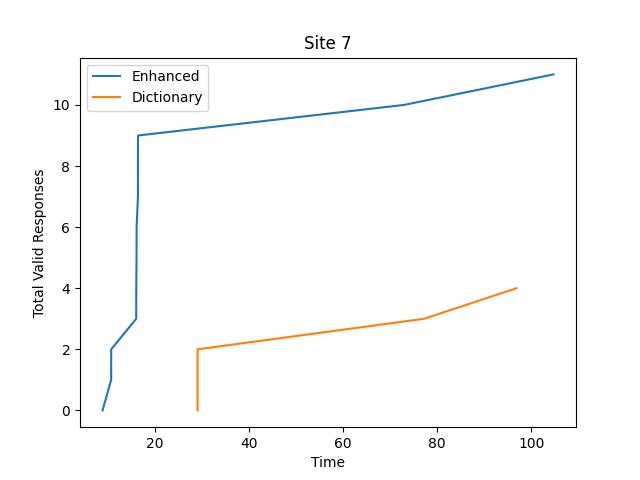 Site 7
Enhanced
Dictionary
Total Valid Responses
10
8
6
4
2
0
20 40 60 80 100
Time